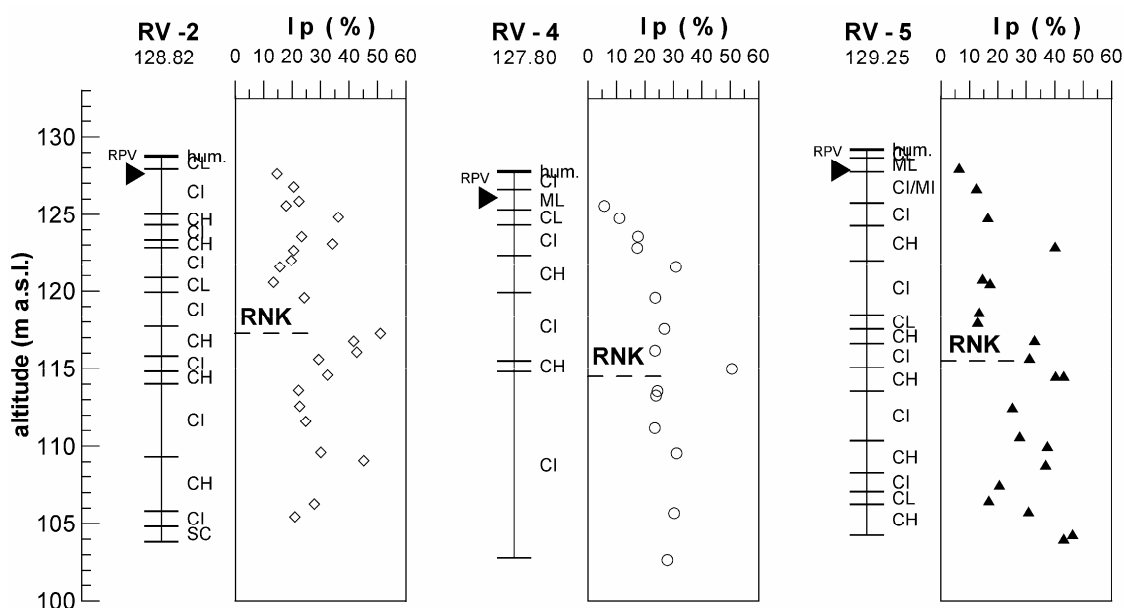 RV -2
128.82
Ip (%)
0 10 20 30 40 50 60
RV - 4
127.80
Ip (%)
0 10 20 30 40 50 60
RV - 5
129.25
Ip (%)
0 10 20 30 40 50 60
altitude (m a.s.l.)
130
125
120
115
110
105
100
RPV
hum.
CL
CI
CH
CI
CH
CI
CL
CI
CH
CI
CH
CI
CH
CI
SC
RNK
RPV
hum.
CI
ML
CL
CI
CH
CI
CH
CI
RNK
RPV
hum.
CL
ML
CI/MI
CI
CH
CI
CL
CH
CI
CH
CI
CH
CI
CL
CH
RNK